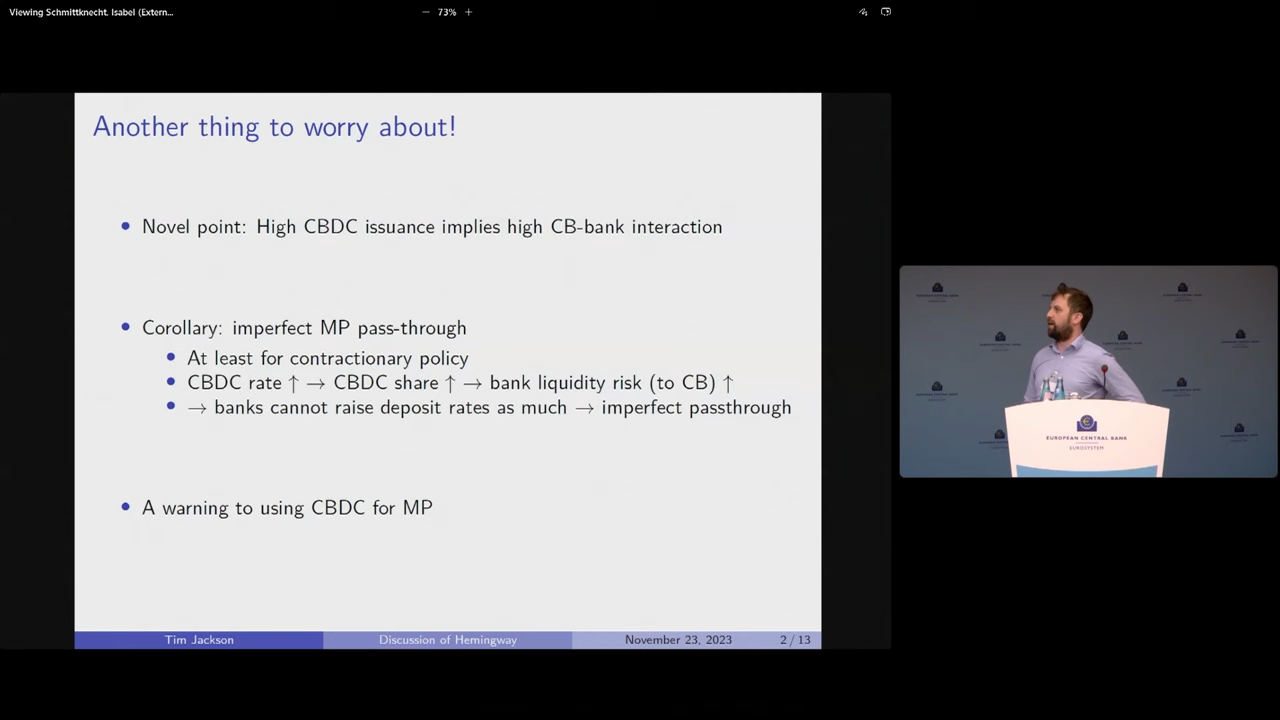 Viewing Schmittknecht, Isabel (Extern...
− 73% +
Another thing to worry about!
• Novel point: High CBDC issuance implies high CB-bank interaction
• Corollary: imperfect MP pass-through
• At least for contractionary policy
• CBDC rate ↑ → CBDC share ↑ → bank liquidity risk (to CB) ↑
• → banks cannot raise deposit rates as much → imperfect passthrough
• A warning to using CBDC for MP
Tim Jackson
Discussion of Hemingway
November 23, 2023
2 / 13
EUROPEAN CENTRAL BANK
EUROSYSTEM